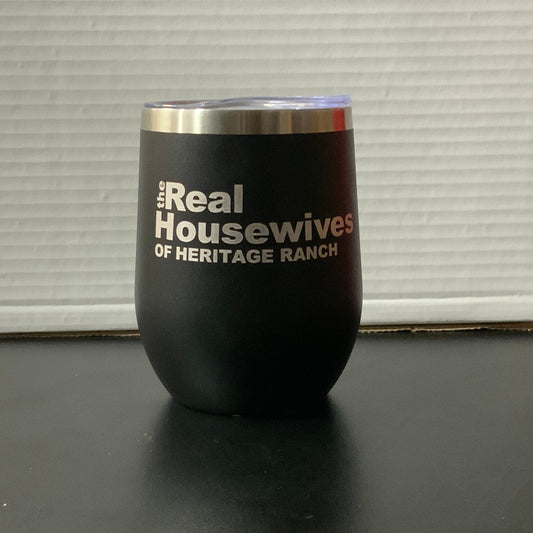 the Real
Housewives
OF HERITAGE RANCH